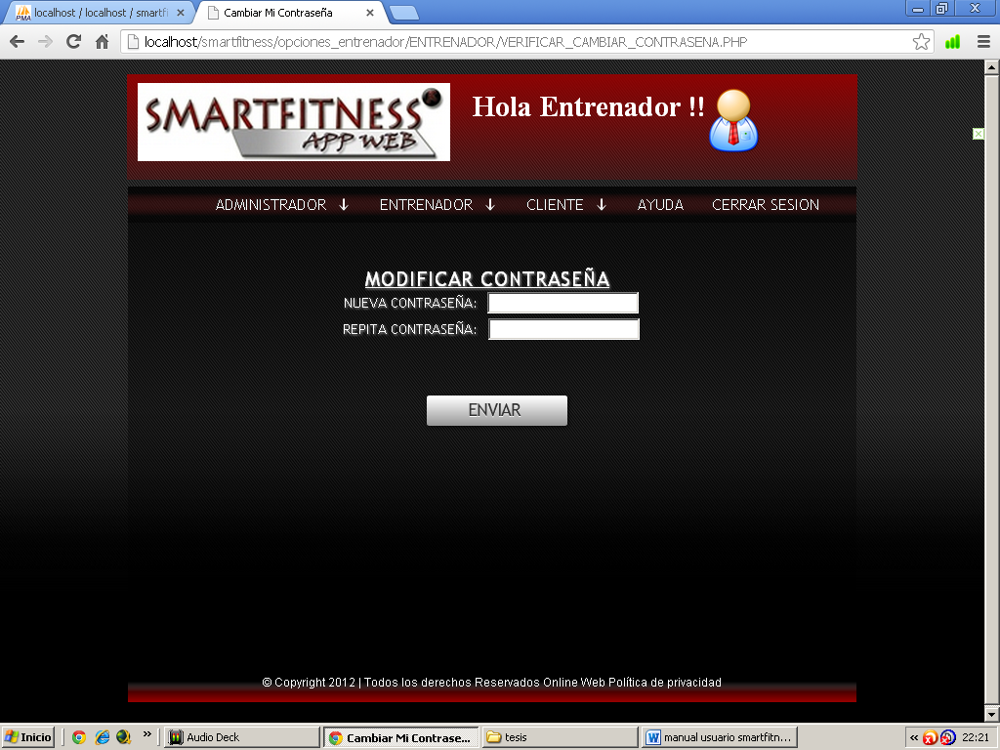 localhost / localhost / smartfi
Cambiar Mi Contraseña
localhost/smartfitness/opciones_entrenador/ENTRENADOR/VERIFICAR_CAMBIAR_CONTRASENA.PHP
SMARTFITNESS
APP WEB
Hola Entrenador !!
ADMINISTRADOR ↓ ENTRENADOR ↓ CLIENTE ↓ AYUDA CERRAR SESION
MODIFICAR CONTRASEÑA
NUEVA CONTRASEÑA:
REPITA CONTRASEÑA:
ENVIAR
© Copyright 2012 | Todos los derechos Reservados Online Web Política de privacidad
Inicio » Audio Deck Cambiar Mi Contrase... tesis manual usuario smartfitn... « 22:21